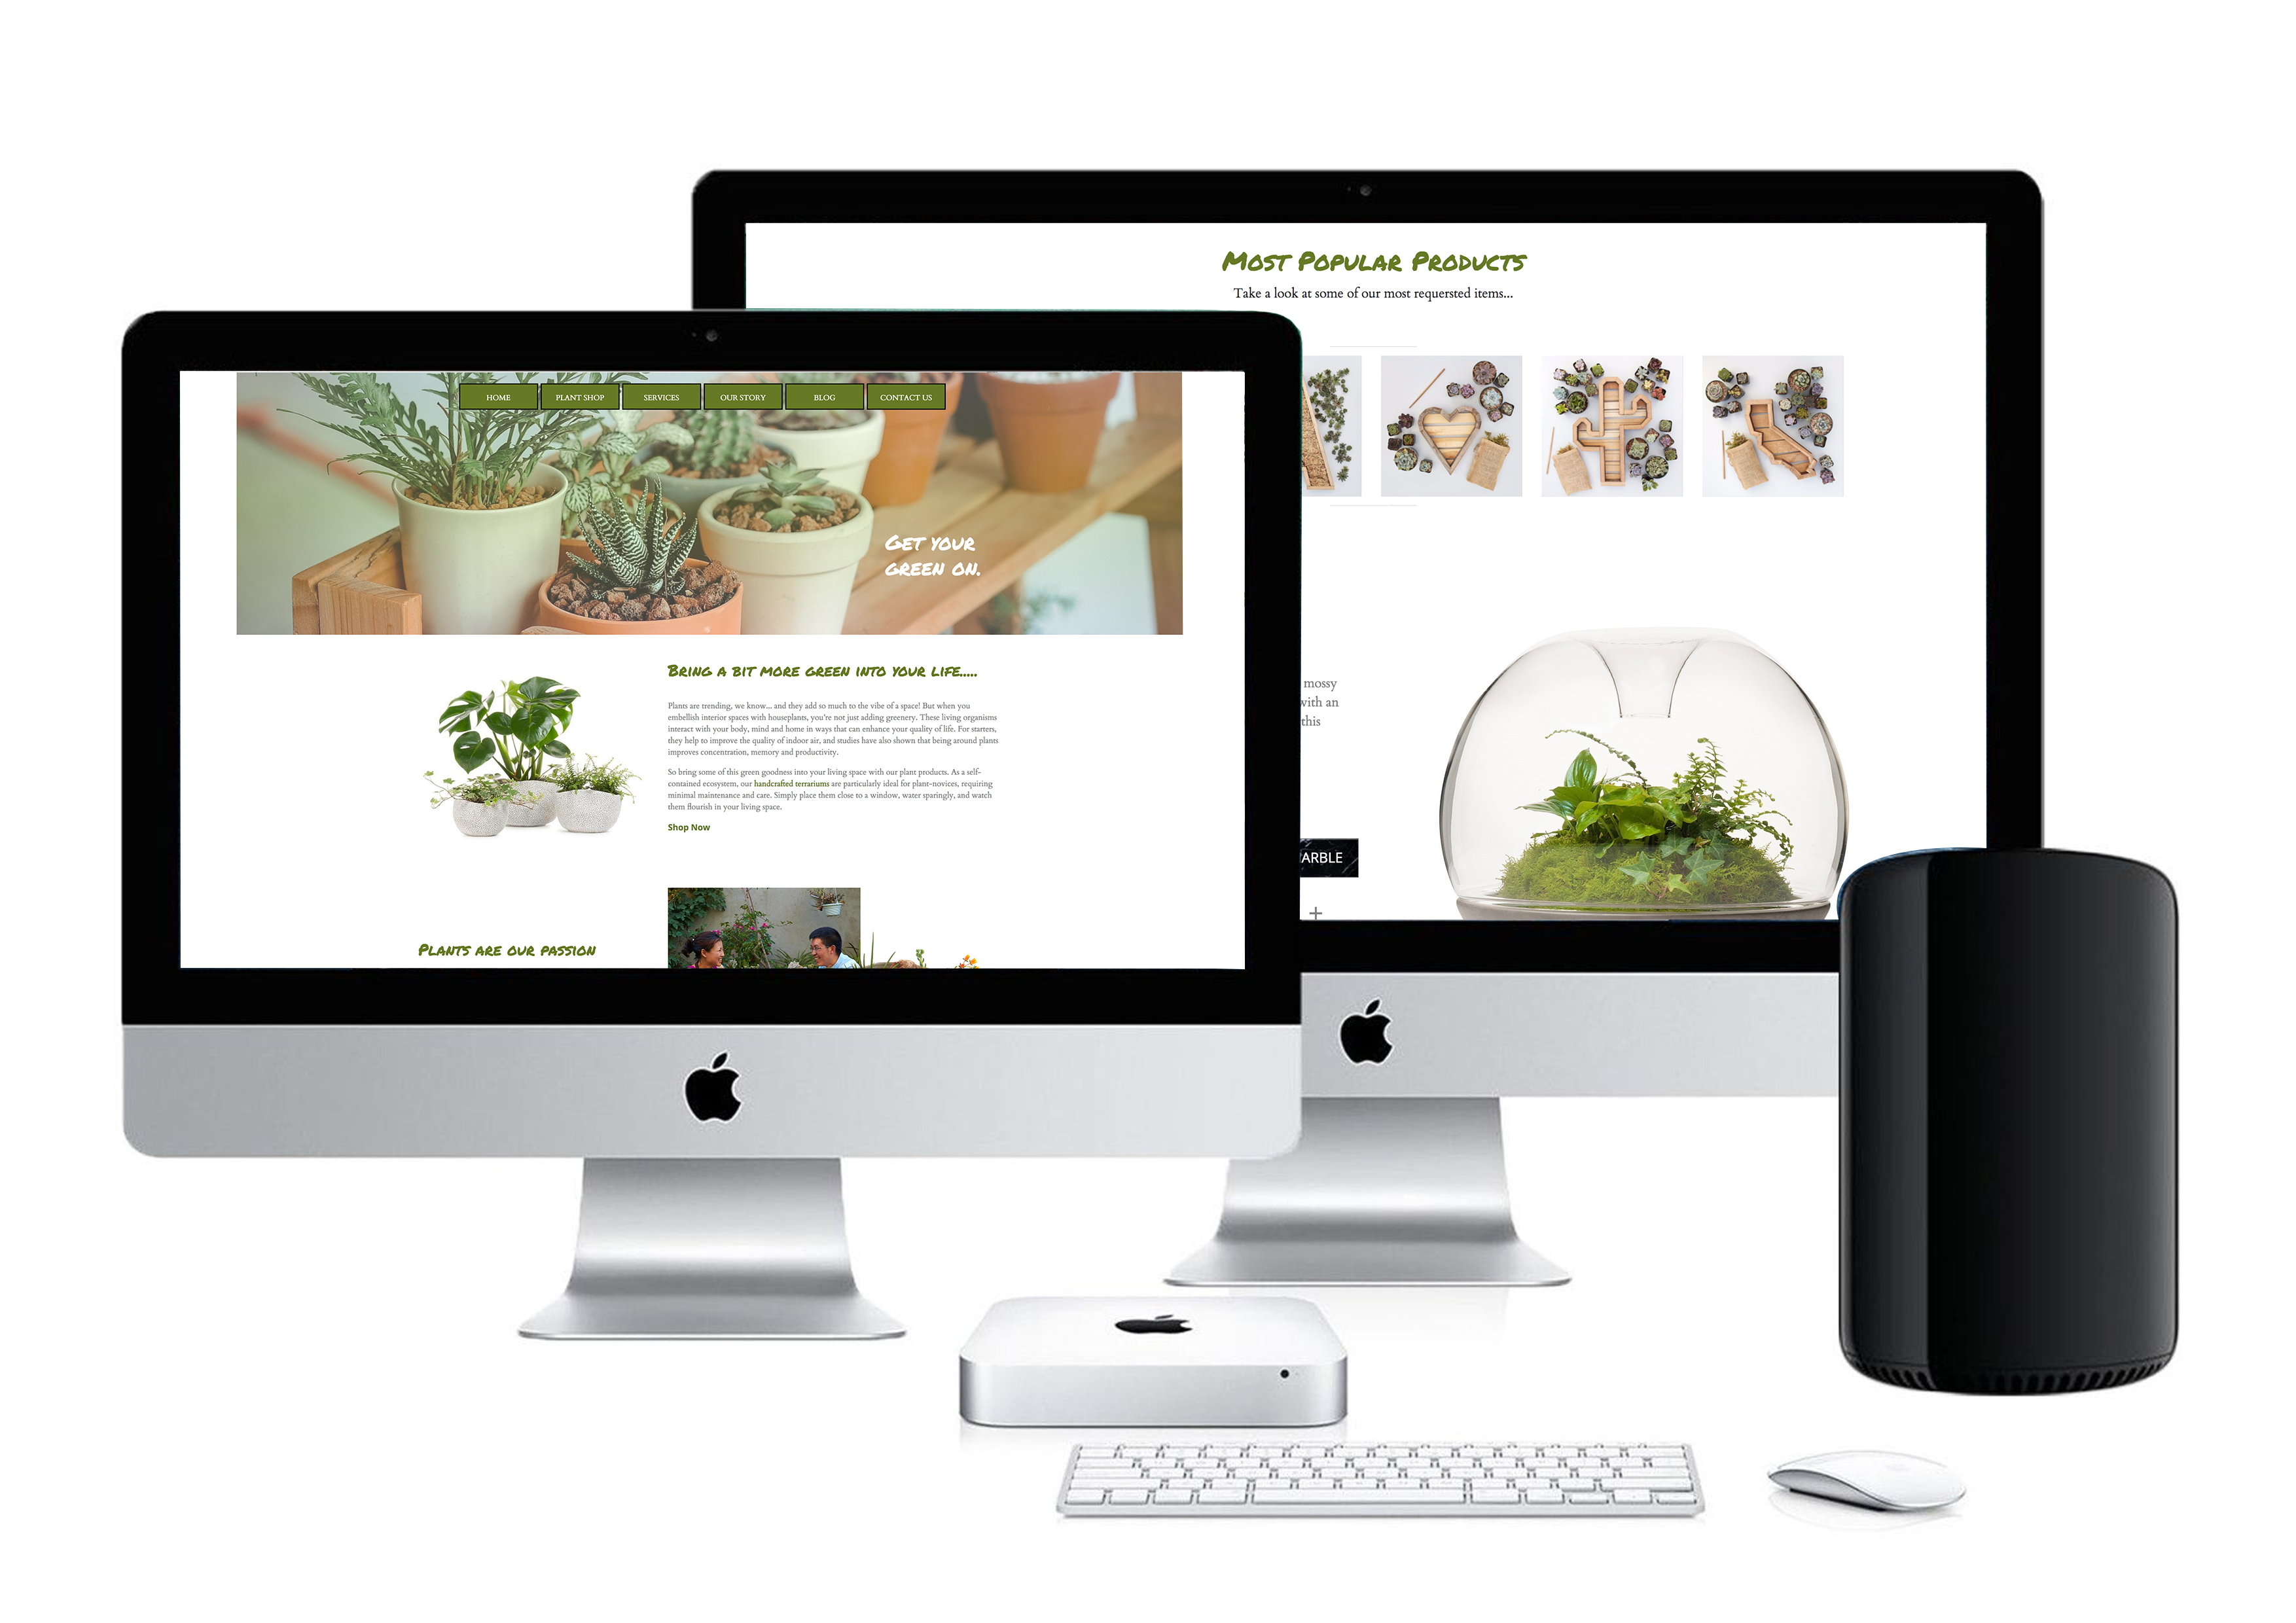 Most Popular Products
Take a look at some of our most requersted items...
mossy
with an
this
ARBLE
+
HOME
PLANT SHOP
SERVICES
OUR STORY
BLOG
CONTACT US
Get your
green on.
Bring a bit more green into your life.....
Plants are trending, we know... and they add so much to the vibe of a space! But when you
embellish interior spaces with houseplants, you're not just adding greenery. These living organisms
interact with your body, mind and home in ways that can enhance your quality of life. For starters,
they help to improve the quality of indoor air, and studies have also shown that being around plants
improves concentration, memory and productivity.
So bring some of this green goodness into your living space with our plant products. As a self-
contained ecosystem, our handcrafted terrariums are particularly ideal for plant-novices, requiring
minimal maintenance and care. Simply place them close to a window, water sparingly, and watch
them flourish in your living space.
Shop Now
Plants are our passion